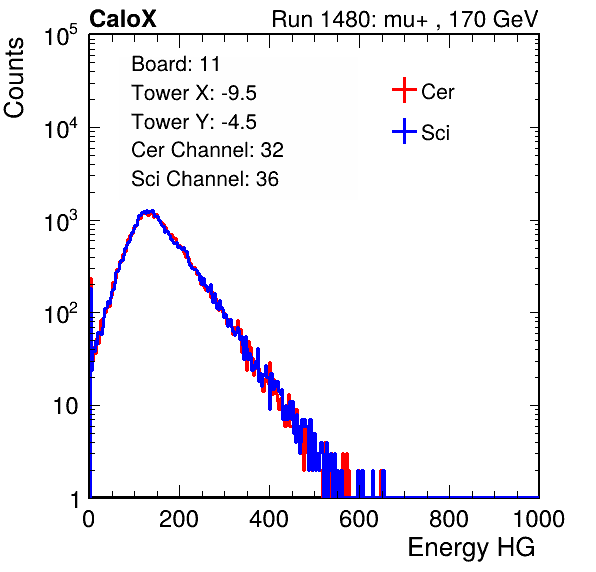 CaloX Run 1480: mu+ , 170 GeV
Counts
10^5
10^4
10^3
10^2
10
1
Board: 11
Tower X: -9.5
Tower Y: -4.5
Cer Channel: 32
Sci Channel: 36
Cer
Sci
0 200 400 600 800 1000
Energy HG